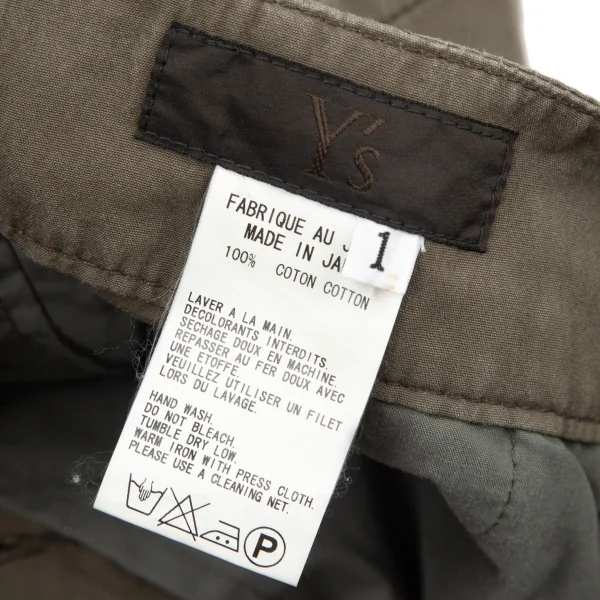 Y's
FABRIQUE AU J
MADE IN JA
1
100% COTON COTTON
LAVER A LA MAIN.
DECOLORANTS INTERDITS.
SECHAGE DOUX EN MACHINE.
REPASSER AU FER DOUX AVEC
UNE ETOFFE.
VEUILLEZ UTILISER UN FILET
LORS DU LAVAGE.
HAND WASH.
DO NOT BLEACH.
TUMBLE DRY LOW.
WARM IRON WITH PRESS CLOTH.
PLEASE USE A CLEANING NET.
P